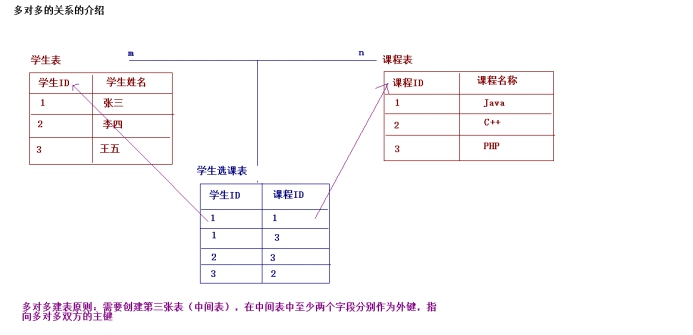 多对多的关系的介绍
m
n
学生表
课程表
学生ID 学生姓名
1 张三
2 李四
3 王五
课程ID 课程名称
1 Java
2 C++
3 PHP
学生选课表
学生ID 课程ID
1 1
1 3
2 3
3 2
多对多建表原则：需要创建第三张表（中间表），在中间表中至少两个字段分别作为外键，指
向多对多双方的主键